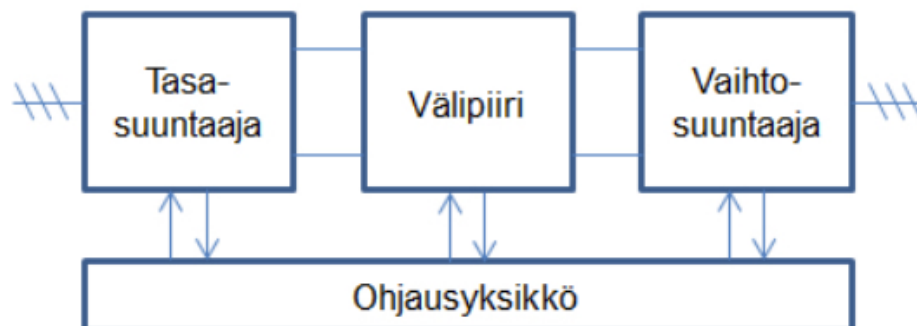 Tasa-
suuntaaja
Välipiiri
Vaihto-
suuntaaja
Ohjausyksikkö